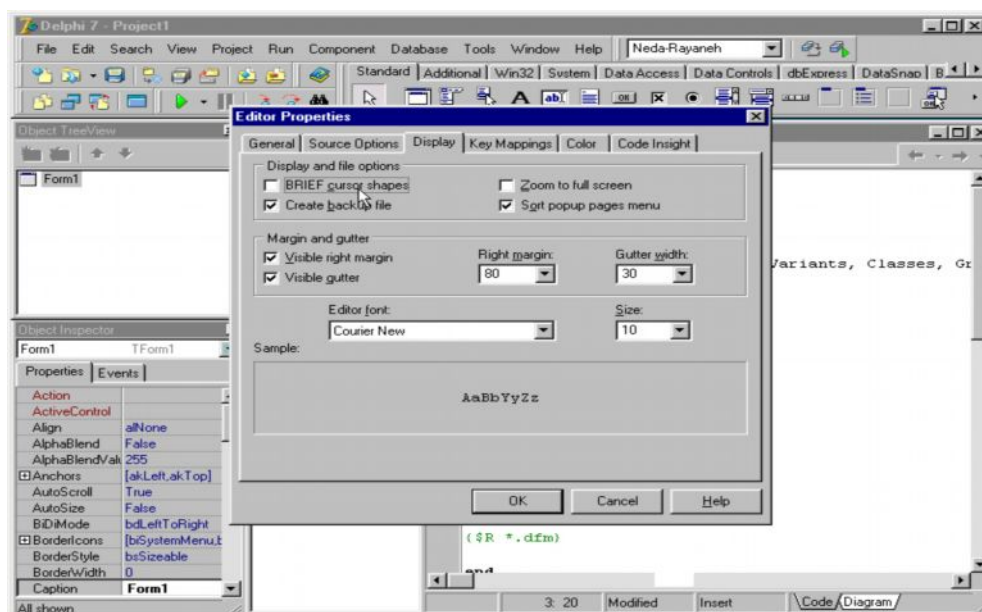 Delphi 7 - Project1
File Edit Search View Project Run Component Database Tools Window Help Neda-Rayaneh
Standard Additional Win32 System Data Access Data Controls dbExpress DataSnap B
Object TreeView
Form1
Editor Properties
General Source Options Display Key Mappings Color Code Insight
Display and file options
BRIEF cursor shapes Zoom to full screen
Create backup file Sort popup pages menu
Margin and gutter
Visible right margin Right margin: Gutter width:
Visible gutter 80 30
Variants, Classes, Gr
Editor font: Size:
Courier New 10
Sample:
AaBbYyZz
OK Cancel Help
Object Inspector
Form1 TForm1
Properties Events
Action
ActiveControl
Align alNone
AlphaBlend False
AlphaBlendValu 255
Anchors [akLeft,akTop]
AutoScroll True
AutoSize False
BiDiMode bdLeftToRight
BorderIcons [biSystemMenu,b
BorderStyle bsSizeable
BorderWidth 0
Caption Form1
All shown
($R *.dfm)
end
3: 20 Modified Insert Code Diagram